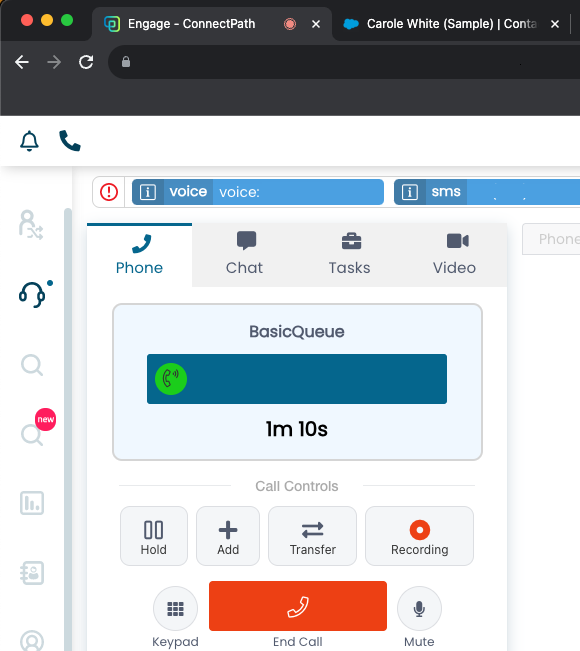 Engage - ConnectPath
Carole White (Sample) | Conta
voice voice:
sms
Phone
Phone Chat Tasks Video
BasicQueue
1m 10s
new
Call Controls
Hold Add Transfer Recording
Keypad End Call Mute